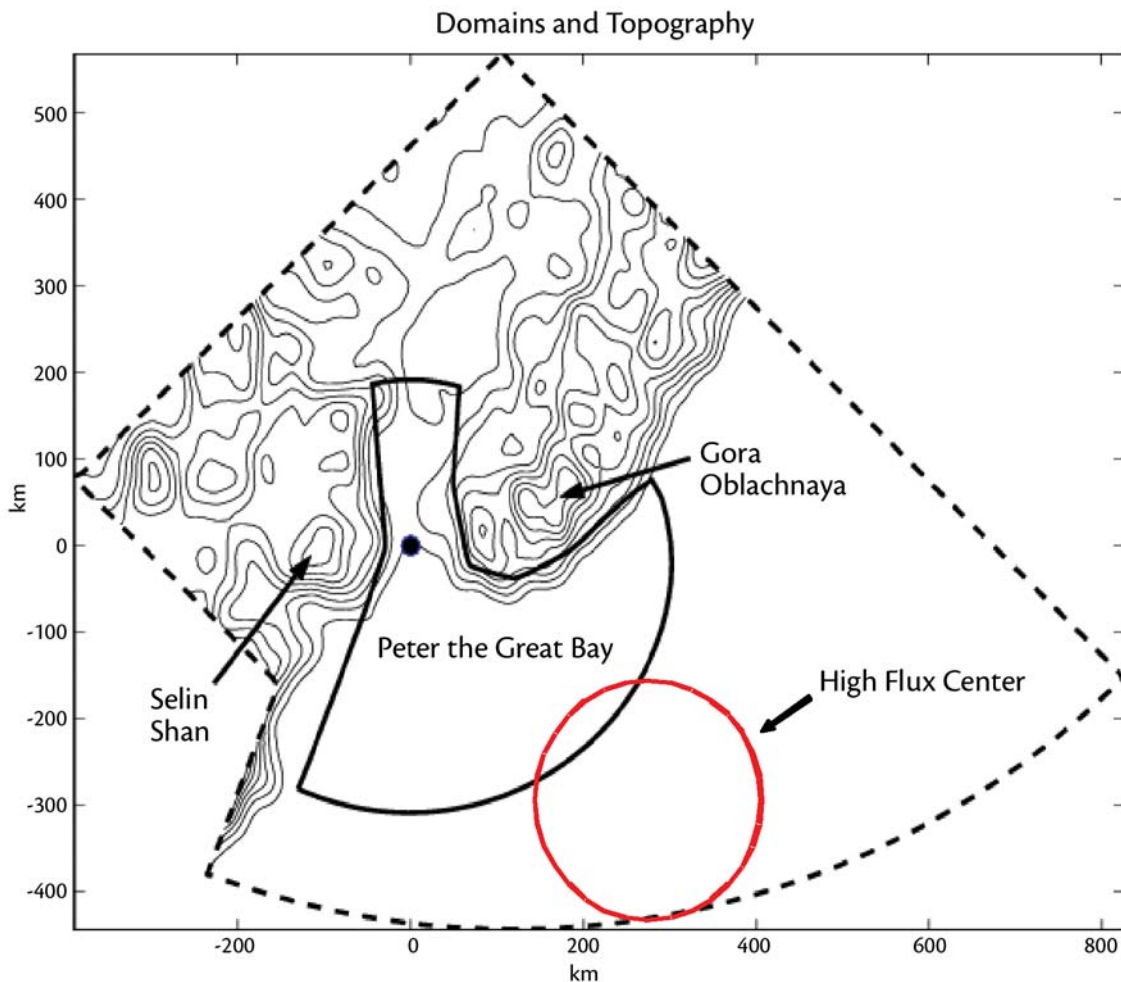 Domains and Topography
500
400
300
200
100
0
-100
-200
-300
-400
km
Gora
Oblachnaya
Peter the Great Bay
High Flux Center
Selin
Shan
-200
0
200
400
600
800
km